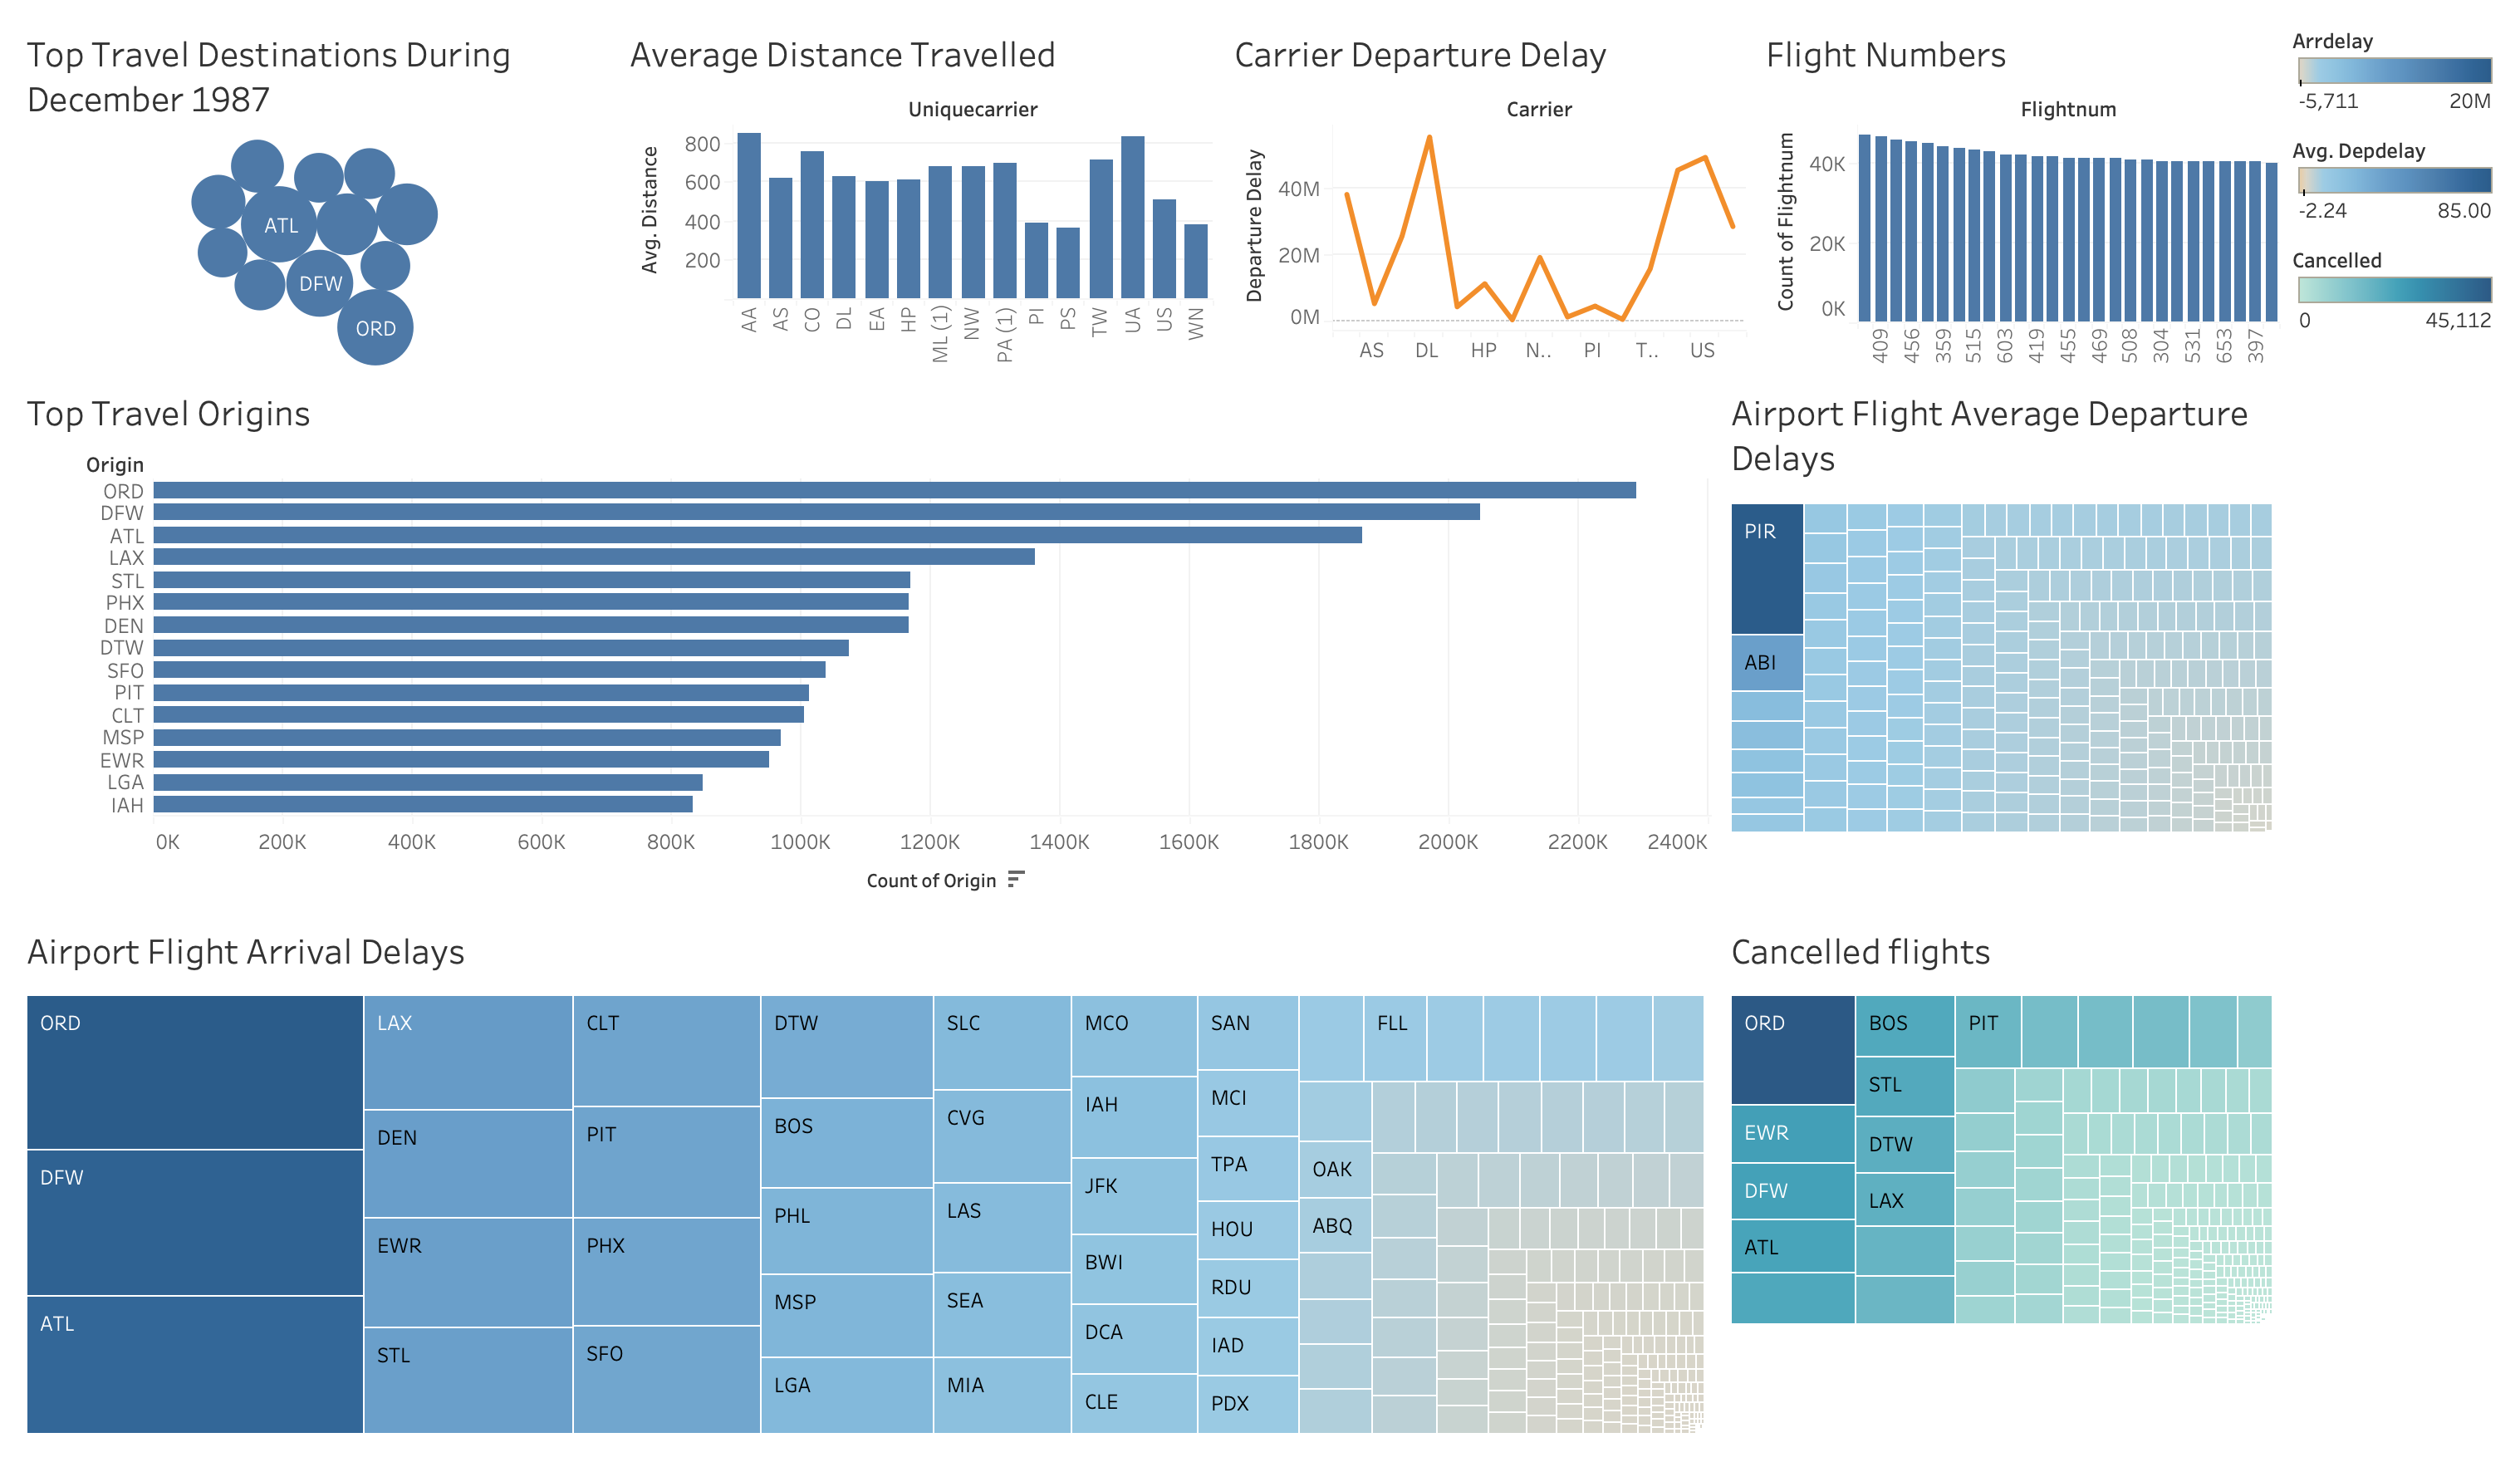 Top Travel Destinations During
December 1987
ATL
DFW
ORD
Average Distance Travelled
Uniquecarrier
Avg. Distance
800
600
400
200
AA
AS
CO
DL
EA
HP
ML (1)
NW
PA (1)
PI
PS
TW
UA
US
WN
Carrier Departure Delay
Carrier
Departure Delay
40M
20M
0M
AS
DL
HP
N..
PI
T..
US
Flight Numbers
Flightnum
Count of Flightnum
40K
20K
0K
409
456
359
515
603
419
455
469
508
304
531
653
397
Arrdelay
-5,711 20M
Avg. Depdelay
-2.24 85.00
Cancelled
0 45,112
Top Travel Origins
Origin
ORD
DFW
ATL
LAX
STL
PHX
DEN
DTW
SFO
PIT
CLT
MSP
EWR
LGA
IAH
0K 200K 400K 600K 800K 1000K 1200K 1400K 1600K 1800K 2000K 2200K 2400K
Count of Origin
Airport Flight Average Departure
Delays
PIR
ABI
Airport Flight Arrival Delays
ORD
DFW
ATL
LAX
DEN
EWR
STL
CLT
PIT
PHX
SFO
DTW
BOS
PHL
MSP
LGA
SLC
CVG
LAS
SEA
MIA
MCO
IAH
JFK
BWI
DCA
CLE
SAN
MCI
TPA
HOU
RDU
IAD
PDX
FLL
OAK
ABQ
Cancelled flights
ORD
EWR
DFW
ATL
BOS
STL
DTW
LAX
PIT